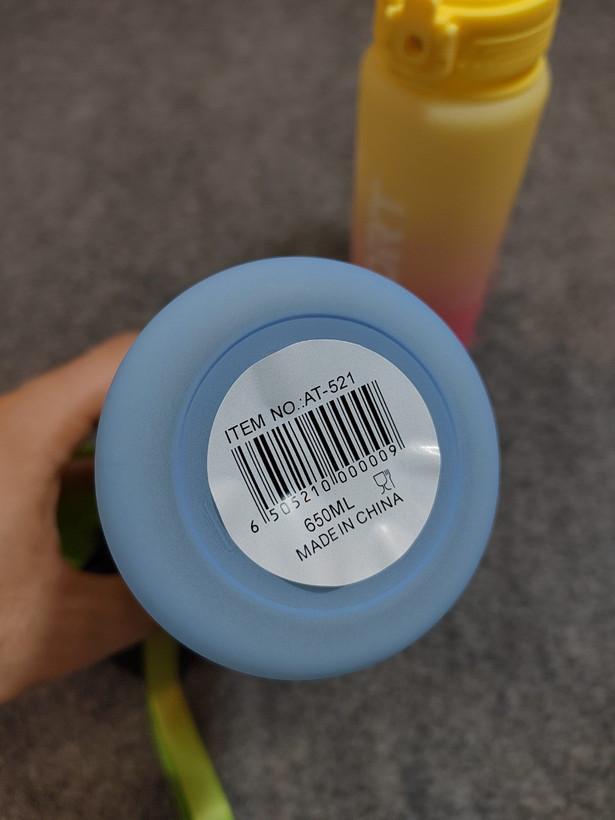 ITEM NO.:AT-521
6 505210 000009
650ML
MADE IN CHINA